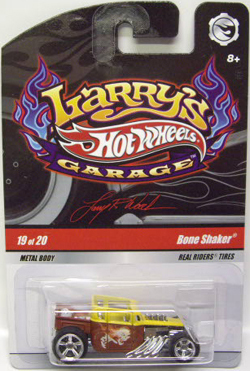 8+
Larry's
Hot Wheels®
GARAGE
19 of 20
Bone Shaker®
METAL BODY
REAL RIDERS® TIRES